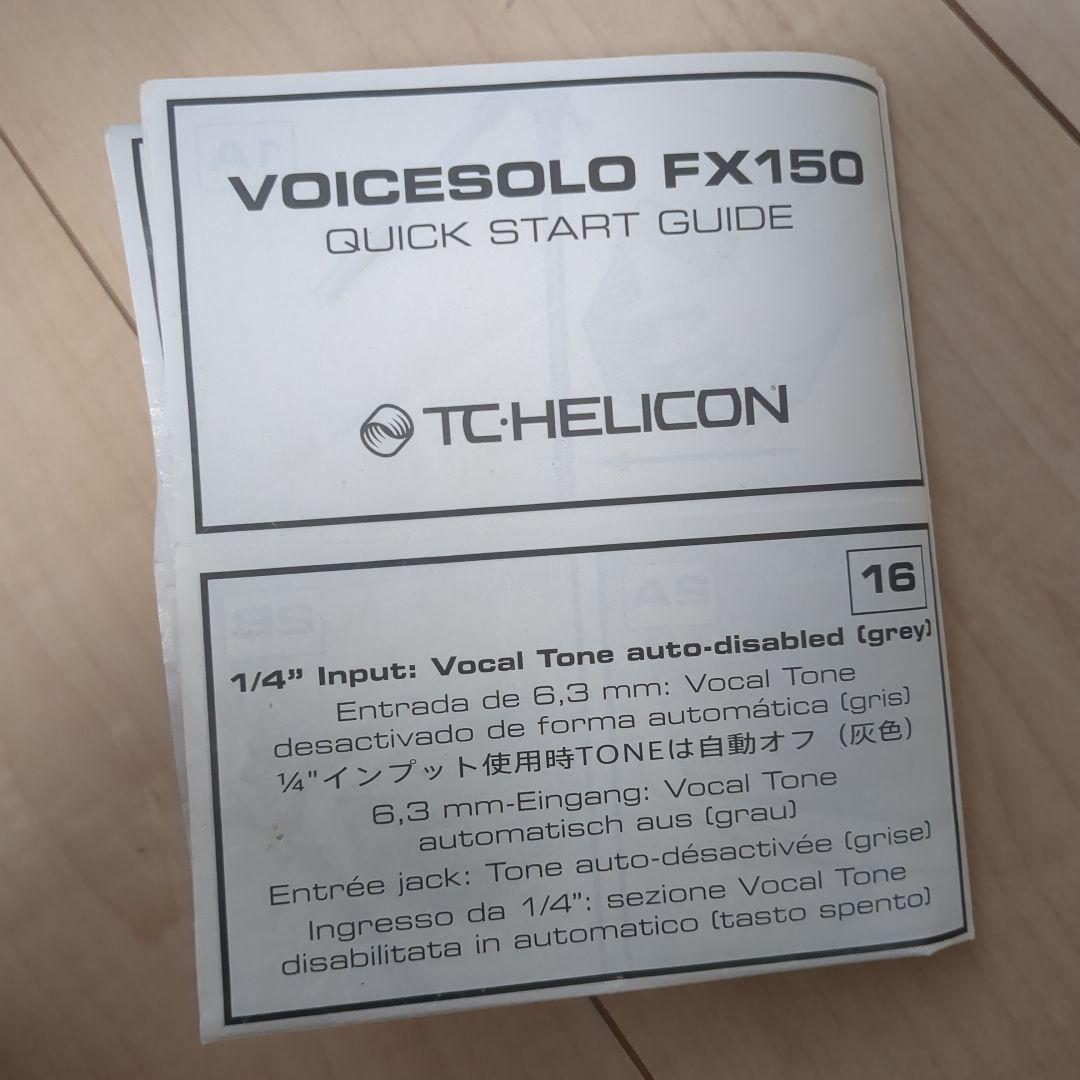 VOICESOLO FX150
QUICK START GUIDE
TC·HELICON®
16
1/4” Input: Vocal Tone auto-disabled (grey)
Entrada de 6,3 mm: Vocal Tone
desactivado de forma automática (gris)
¼"インプット使用時TONEは自動オフ（灰色）
6,3 mm-Eingang: Vocal Tone
automatisch aus (grau)
Entrée jack: Tone auto-désactivée (grise)
Ingresso da 1/4”: sezione Vocal Tone
disabilitata in automatico (tasto spento)
1A
2A
2B